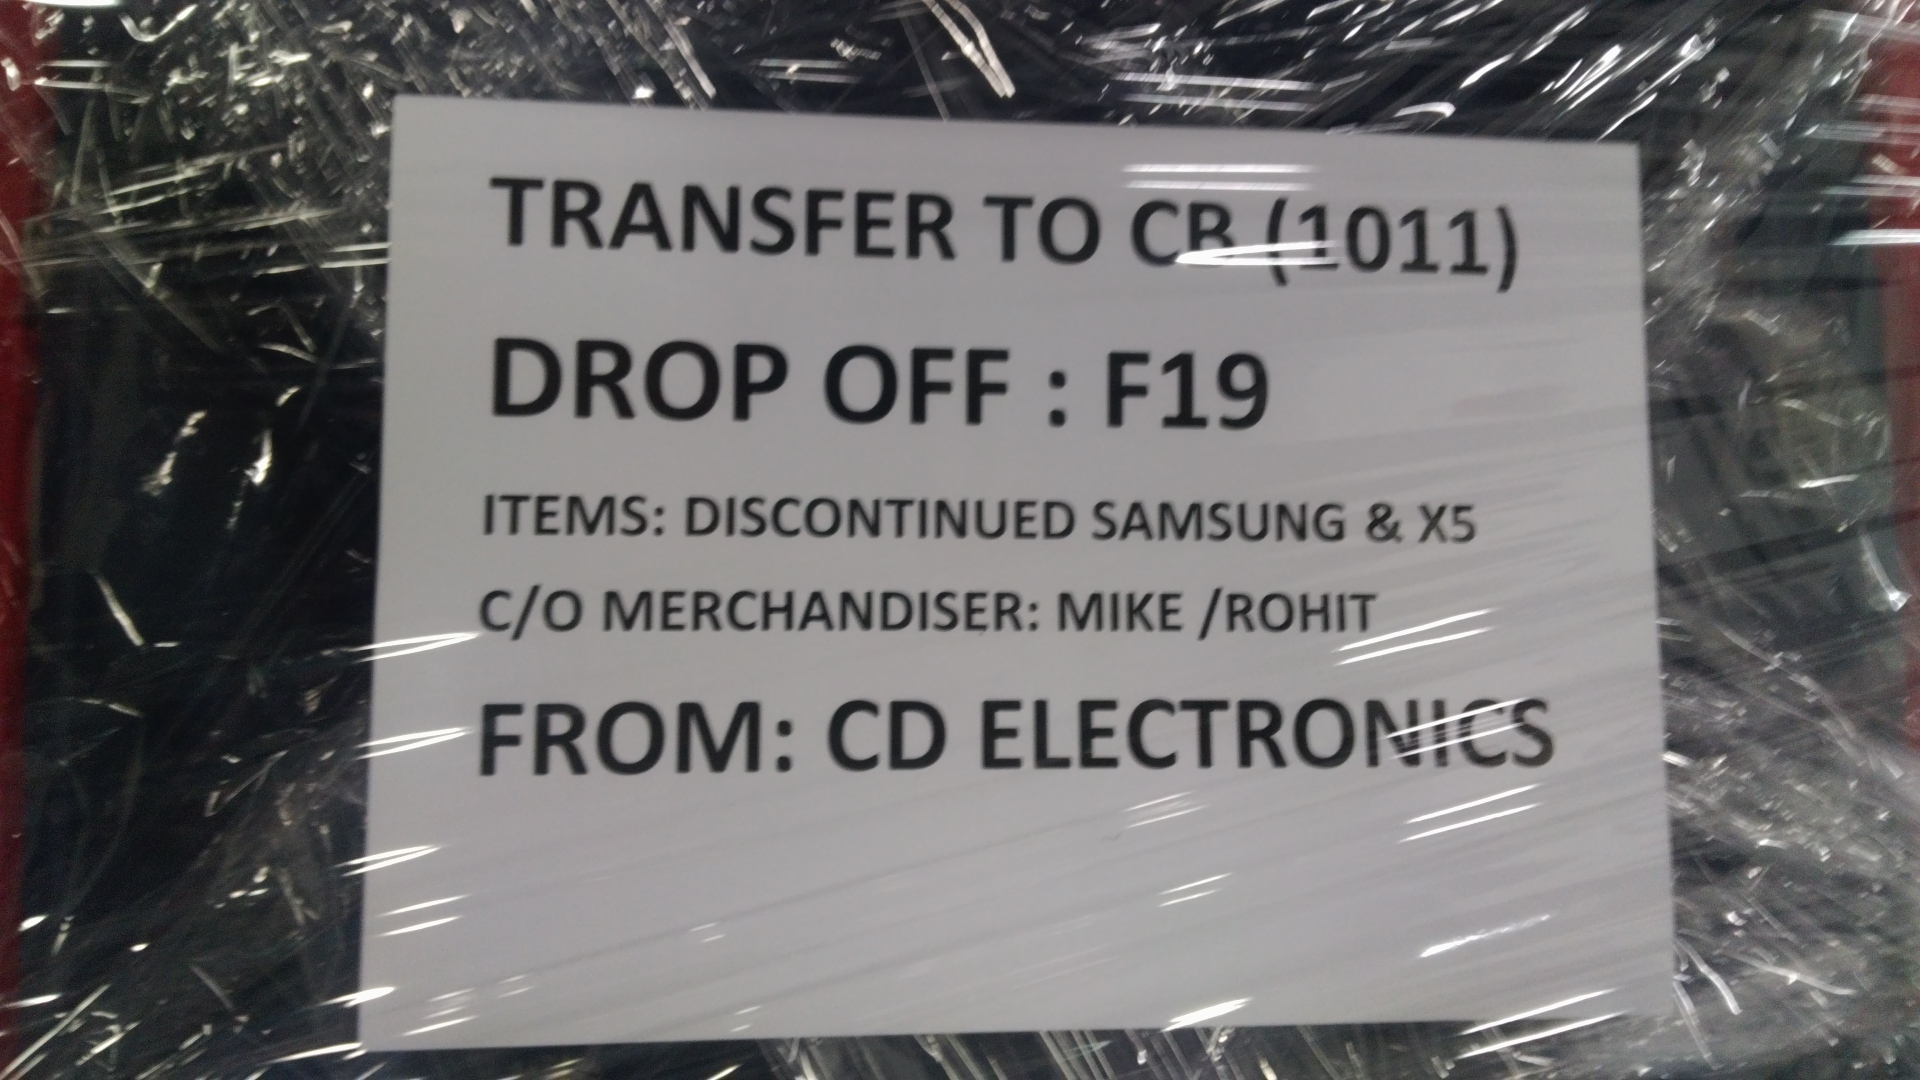 TRANSFER TO CB (1011)
DROP OFF : F19
ITEMS: DISCONTINUED SAMSUNG & X5
C/O MERCHANDISER: MIKE /ROHIT
FROM: CD ELECTRONICS